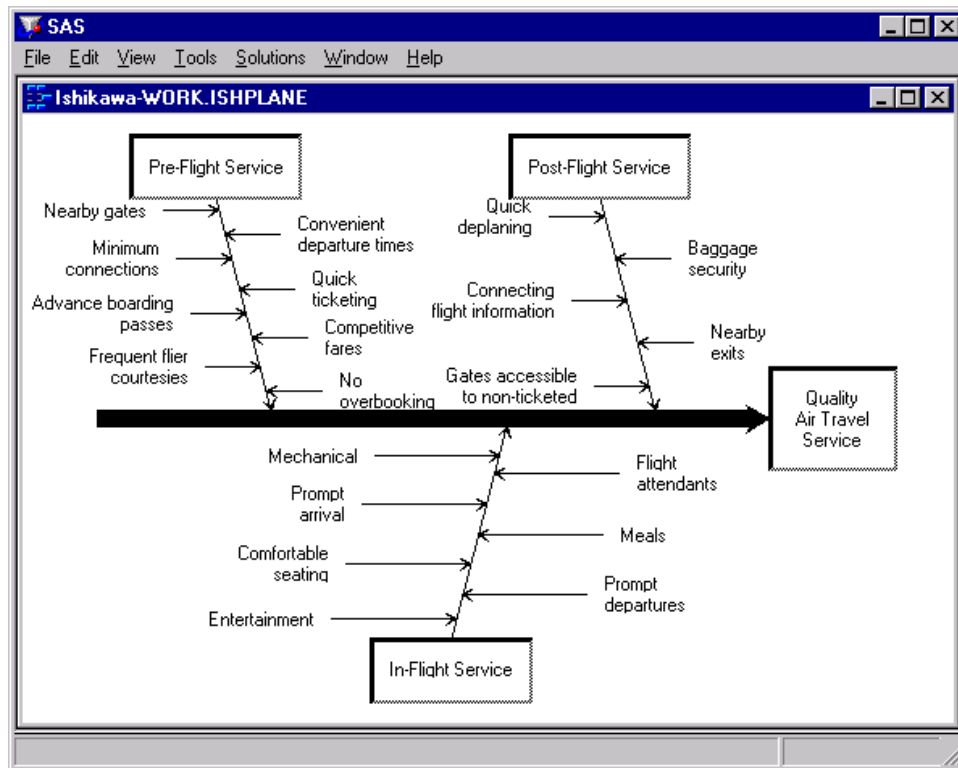 SAS
File Edit View Tools Solutions Window Help
Ishikawa-WORK.ISHPLANE
Pre-Flight Service
Post-Flight Service
Nearby gates
Convenient
departure times
Minimum
connections
Quick
ticketing
Advance boarding
passes
Competitive
fares
Frequent flier
courtesies
No
overbooking
Quick
deplaning
Baggage
security
Connecting
flight information
Nearby
exits
Gates accessible
to non-ticketed
Quality
Air Travel
Service
Mechanical
Flight
attendants
Prompt
arrival
Meals
Comfortable
seating
Prompt
departures
Entertainment
In-Flight Service